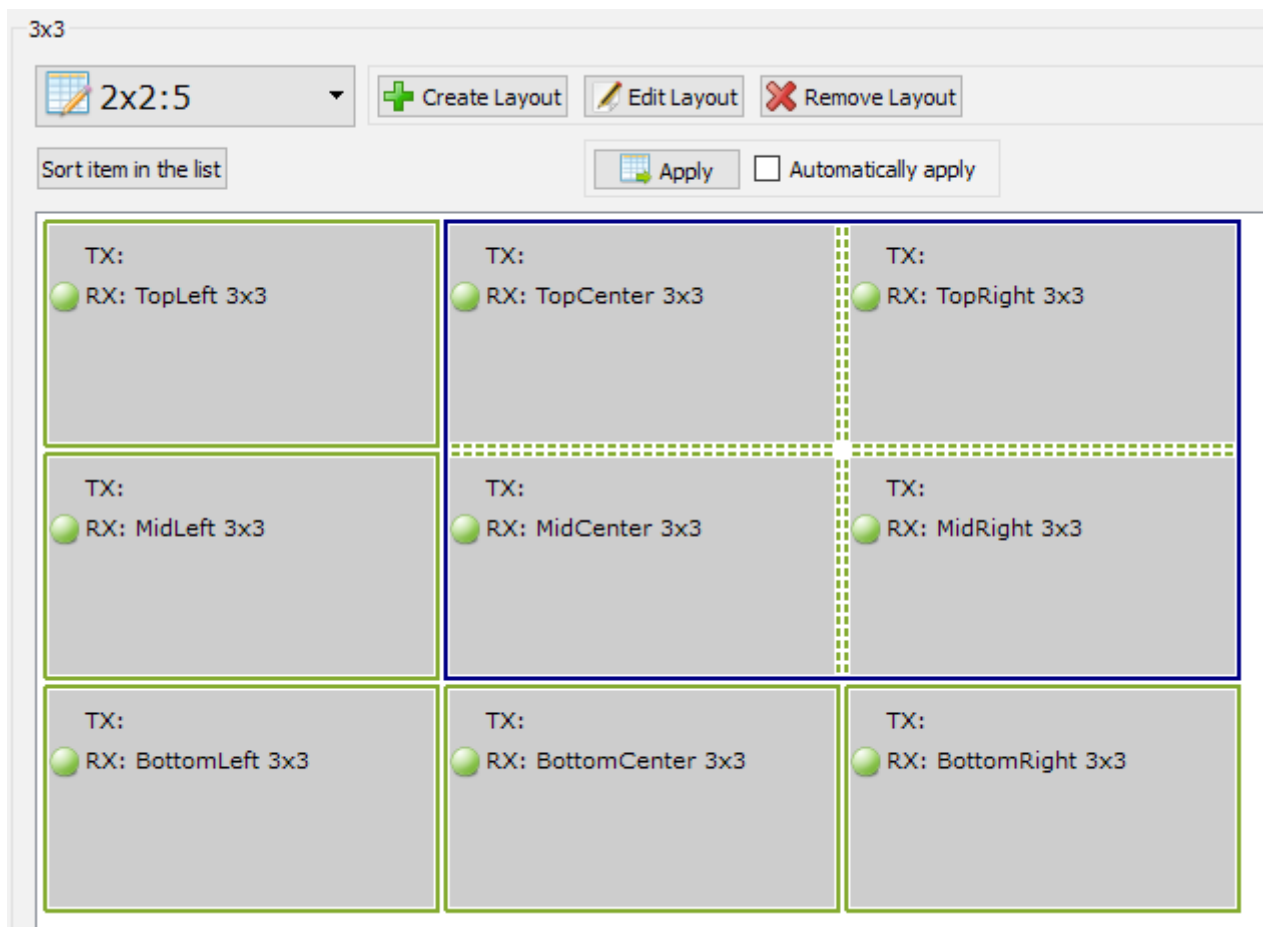 3x3
2x2:5
Create Layout
Edit Layout
Remove Layout
Sort item in the list
Apply
Automatically apply
TX:
RX: TopLeft 3x3
TX:
RX: TopCenter 3x3
TX:
RX: TopRight 3x3
TX:
RX: MidLeft 3x3
TX:
RX: MidCenter 3x3
TX:
RX: MidRight 3x3
TX:
RX: BottomLeft 3x3
TX:
RX: BottomCenter 3x3
TX:
RX: BottomRight 3x3